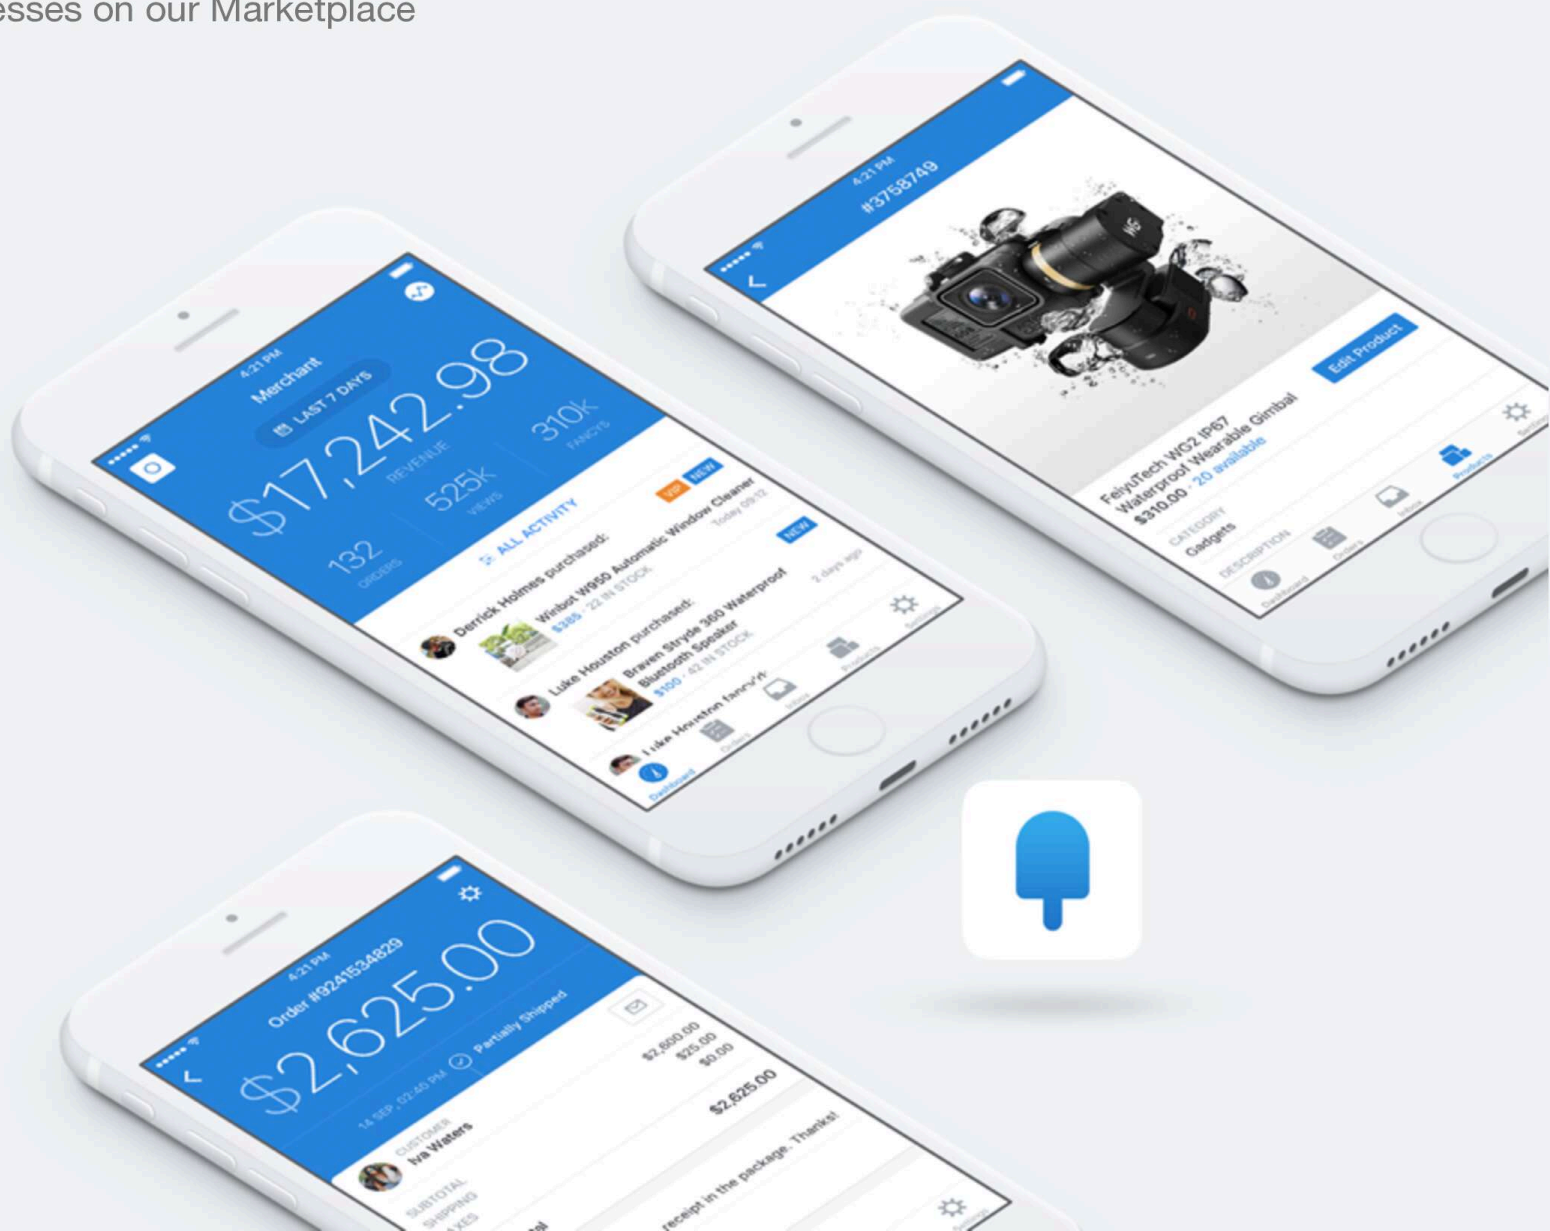 esses on our Marketplace
4:21 PM
#3758749
WG
Edit Product
FeiyuTech WG2 IP67
Waterproof Wearable Gimbal
$310.00 · 20 available
CATEGORY
Gadgets
DESCRIPTION
Dashboard
Orders
Inbox
Products
4:21 PM
Merchant
LAST 7 DAYS
$17,242.98
REVENUE
132
ORDERS
525k
VIEWS
310k
FANCYS
ALL ACTIVITY
VIP NEW
Derrick Holmes purchased:
Today 09:12
Winbot W950 Automatic Window Cleaner
$385 · 22 IN STOCK
NEW
Luke Houston purchased:
2 days ago
Braven Stryde 360 Waterproof
Bluetooth Speaker
$100 · 42 IN STOCK
Luke Houston fancy'd:
Dashboard
Orders
Inbox
Products
Settings
4:21 PM
Order #9241534829
$2,625.00
14 SEP, 02:40 PM
Partially Shipped
CUSTOMER
Iva Waters
SUBTOTAL
$2,600.00
SHIPPING
$25.00
AXES
$0.00
$2,625.00
receipt in the package. Thanks!